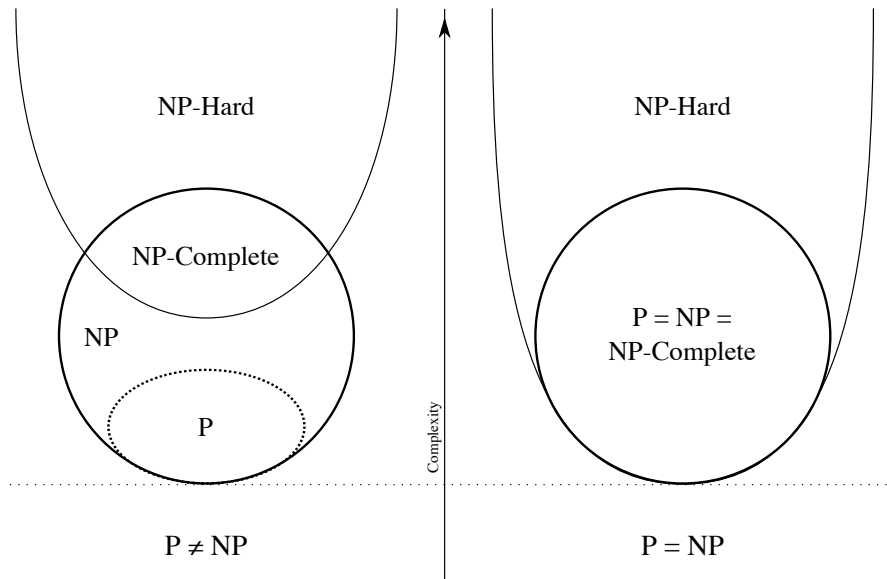 NP-Hard
NP-Complete
NP
P
P ≠ NP
Complexity
NP-Hard
P = NP =
NP-Complete
P = NP